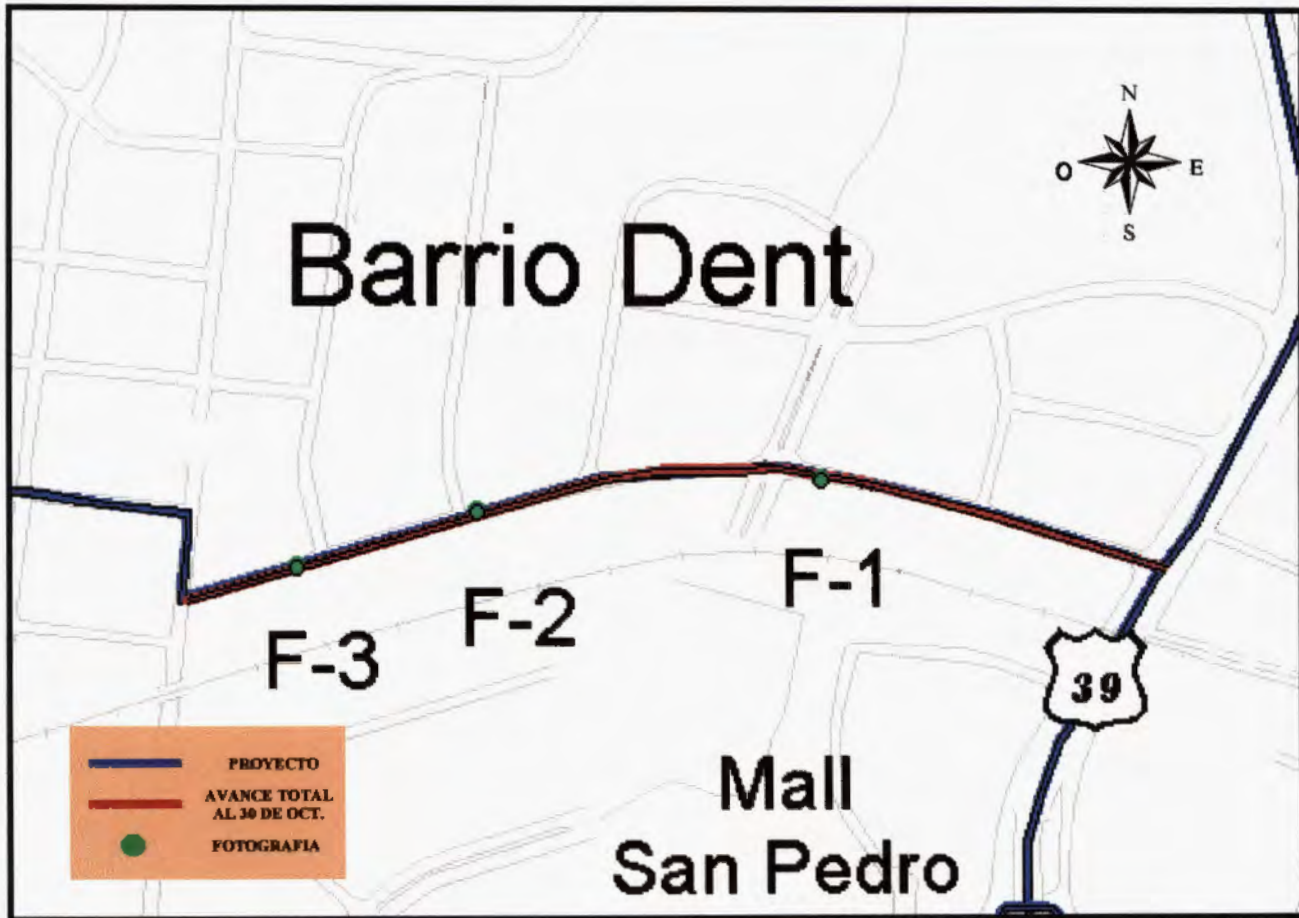 N
O E
S
Barrio Dent
F-1
F-2
F-3
39
PROYECTO
AVANCE TOTAL
AL 30 DE OCT.
FOTOGRAFIA
Mall
San Pedro